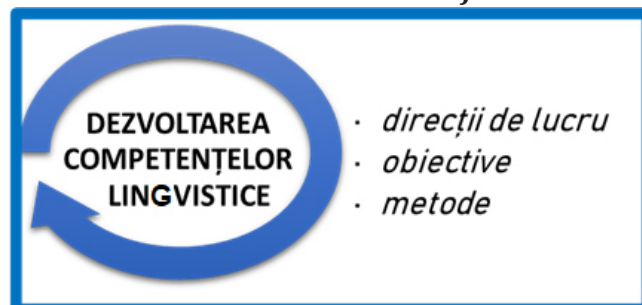 DEZVOLTAREA
COMPETENȚELOR
LINGVISTICE
· direcții de lucru
· obiective
· metode